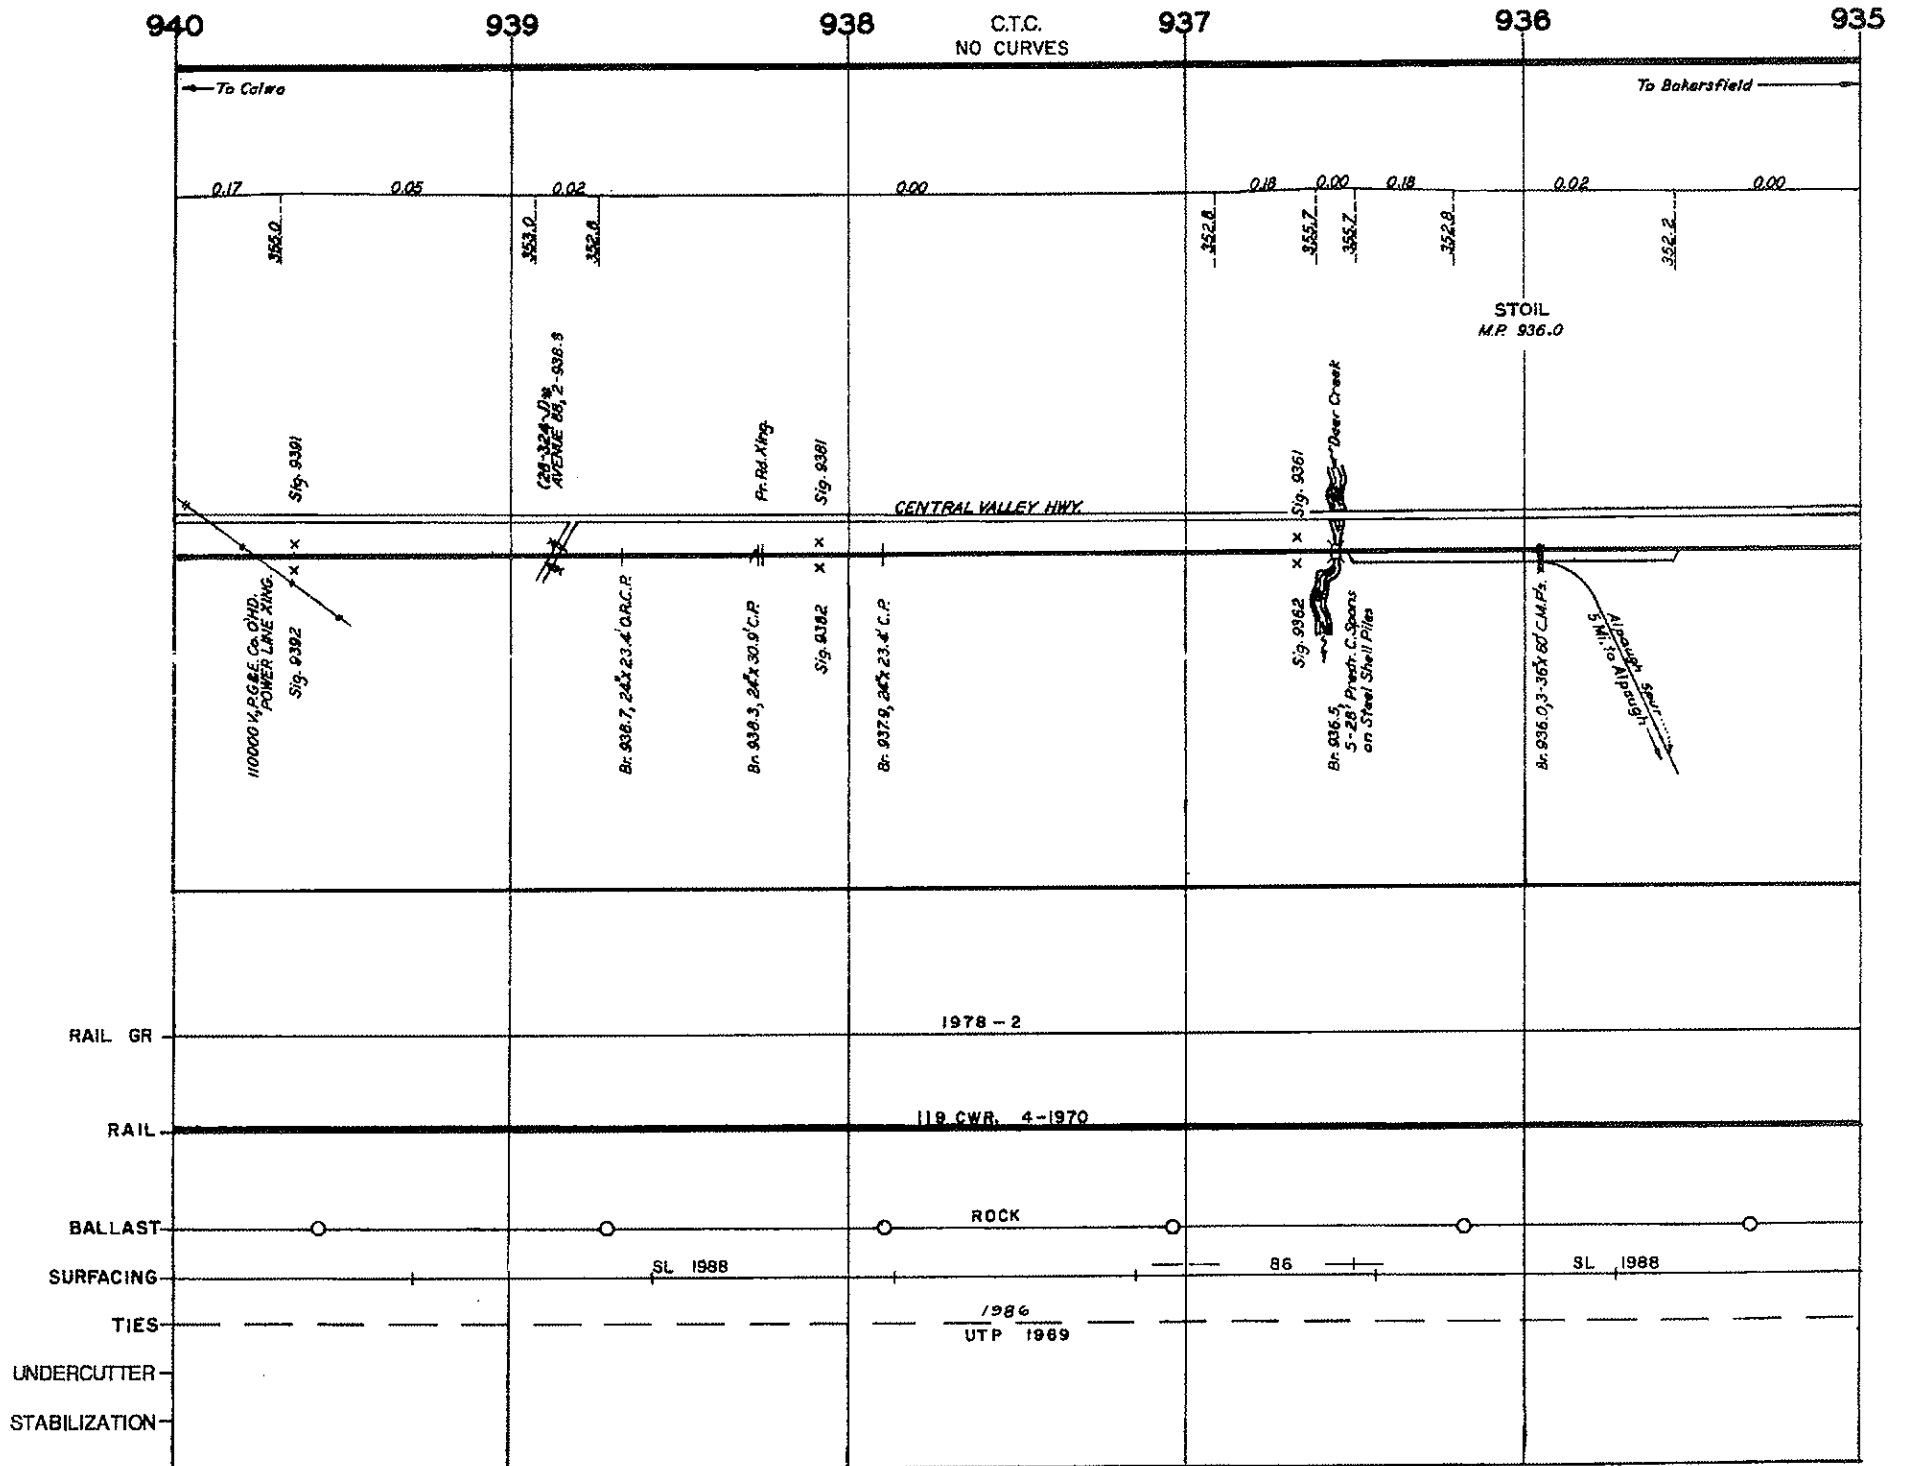 940 939 938 C.T.C. 937 936 935
NO CURVES
To Calwa
To Bakersfield
0.17 0.05 0.02 0.00 0.18 0.00 0.18 0.02 0.00
355.0 353.0 352.8 352.8 355.7 355.7 352.8 352.2
STOIL
M.P. 936.0
Sig. 9391
AVENUE 88, 2-938.8
Pr. Rd. Xing.
Sig. 9381
Sig. 9361
Deer Creek
CENTRAL VALLEY HWY.
110000 V., P.G.&E. Co. O'HD.
POWER LINE XING.
Sig. 9392
Br. 938.7, 24"x 23.4' D.R.C.P.
Br. 938.3, 24"x 30.9' C.P.
Sig. 9382
Br. 937.9, 24"x 23.4' C.P.
Sig. 9362
Br. 936.5,
5-28' Prestr. C. Spans
on Steel Shell Piles
Br. 936.0, 3-36"x 60' C.M.P's.
Alpaugh Spur
5 Mi. to Alpaugh
RAIL GR
1978-2
RAIL
119 CWR, 4-1970
BALLAST
ROCK
SURFACING
SL 1988
86
SL 1988
TIES
1986
UTP 1969
UNDERCUTTER
STABILIZATION